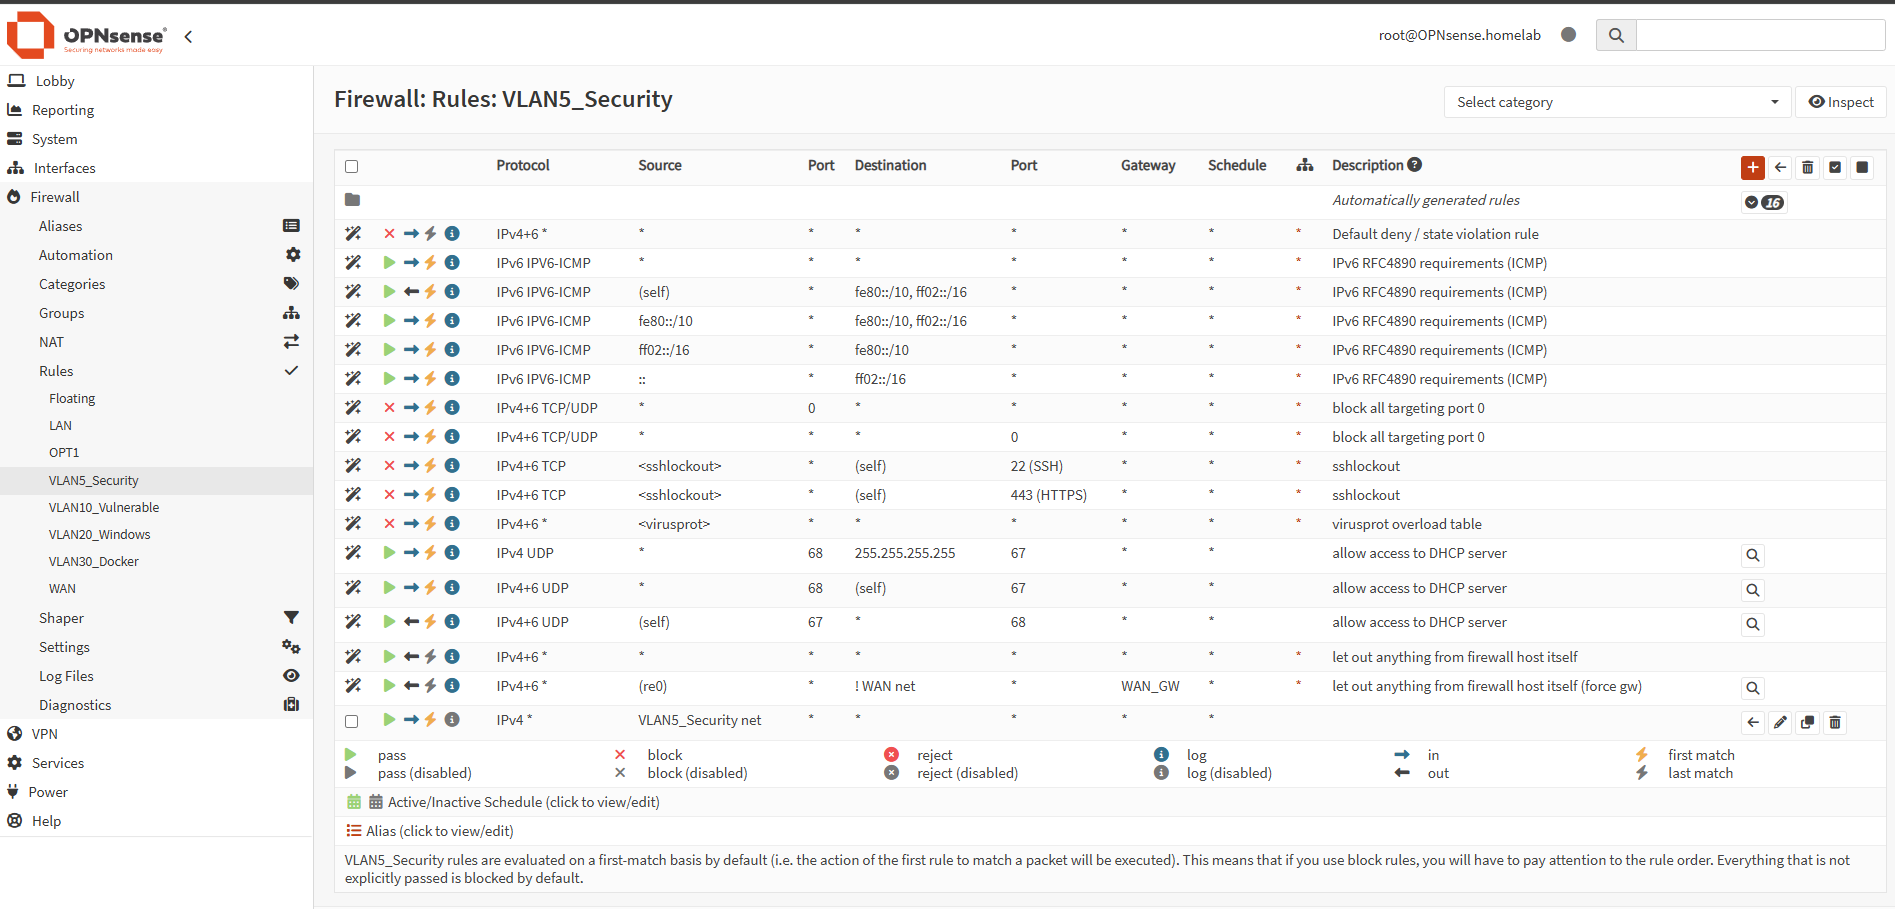 OPNsense®
Securing networks made easy
root@OPNsense.homelab
Lobby
Reporting
System
Interfaces
Firewall
Aliases
Automation
Categories
Groups
NAT
Rules
Floating
LAN
OPT1
VLAN5_Security
VLAN10_Vulnerable
VLAN20_Windows
VLAN30_Docker
WAN
Shaper
Settings
Log Files
Diagnostics
VPN
Services
Power
Help
Firewall: Rules: VLAN5_Security
Select category
Inspect
Protocol Source Port Destination Port Gateway Schedule Description
Automatically generated rules 16
IPv4+6 * * * * * * * * Default deny / state violation rule
IPv6 IPV6-ICMP * * * * * * * IPv6 RFC4890 requirements (ICMP)
IPv6 IPV6-ICMP (self) * fe80::/10, ff02::/16 * * * * IPv6 RFC4890 requirements (ICMP)
IPv6 IPV6-ICMP fe80::/10 * fe80::/10, ff02::/16 * * * * IPv6 RFC4890 requirements (ICMP)
IPv6 IPV6-ICMP ff02::/16 * fe80::/10 * * * * IPv6 RFC4890 requirements (ICMP)
IPv6 IPV6-ICMP :: * ff02::/16 * * * * IPv6 RFC4890 requirements (ICMP)
IPv4+6 TCP/UDP * 0 * * * * * block all targeting port 0
IPv4+6 TCP/UDP * * * 0 * * * block all targeting port 0
IPv4+6 TCP <sshlockout> * (self) 22 (SSH) * * * sshlockout
IPv4+6 TCP <sshlockout> * (self) 443 (HTTPS) * * * sshlockout
IPv4+6 * <virusprot> * * * * * * virusprot overload table
IPv4 UDP * 68 255.255.255.255 67 * * allow access to DHCP server
IPv4+6 UDP * 68 (self) 67 * * allow access to DHCP server
IPv4+6 UDP (self) 67 * 68 * * allow access to DHCP server
IPv4+6 * * * * * * * * let out anything from firewall host itself
IPv4+6 * (re0) * ! WAN net * WAN_GW * * let out anything from firewall host itself (force gw)
IPv4 * VLAN5_Security net * * * * *
pass block reject log in first match
pass (disabled) block (disabled) reject (disabled) log (disabled) out last match
Active/Inactive Schedule (click to view/edit)
Alias (click to view/edit)
VLAN5_Security rules are evaluated on a first-match basis by default (i.e. the action of the first rule to match a packet will be executed). This means that if you use block rules, you will have to pay attention to the rule order. Everything that is not
explicitly passed is blocked by default.